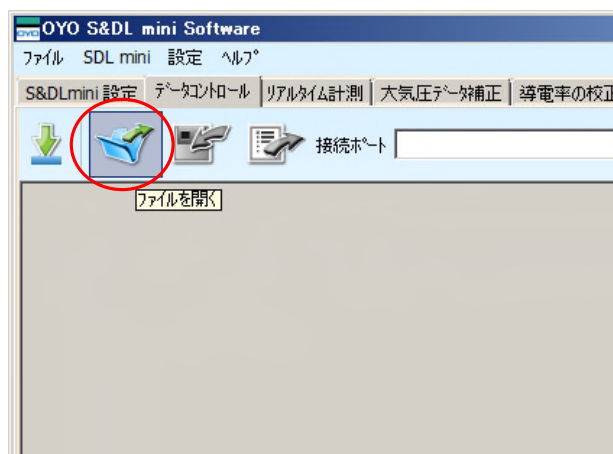 OYO OYO S&DL mini Software
ﾌｧｲﾙ SDL mini 設定 ﾍﾙﾌﾟ
S&DLmini 設定 ﾃﾞｰﾀｺﾝﾄﾛｰﾙ ﾘｱﾙﾀｲﾑ計測 大気圧ﾃﾞｰﾀ補正 導電率の校正
接続ﾎﾟｰﾄ
ﾌｧｲﾙを開く